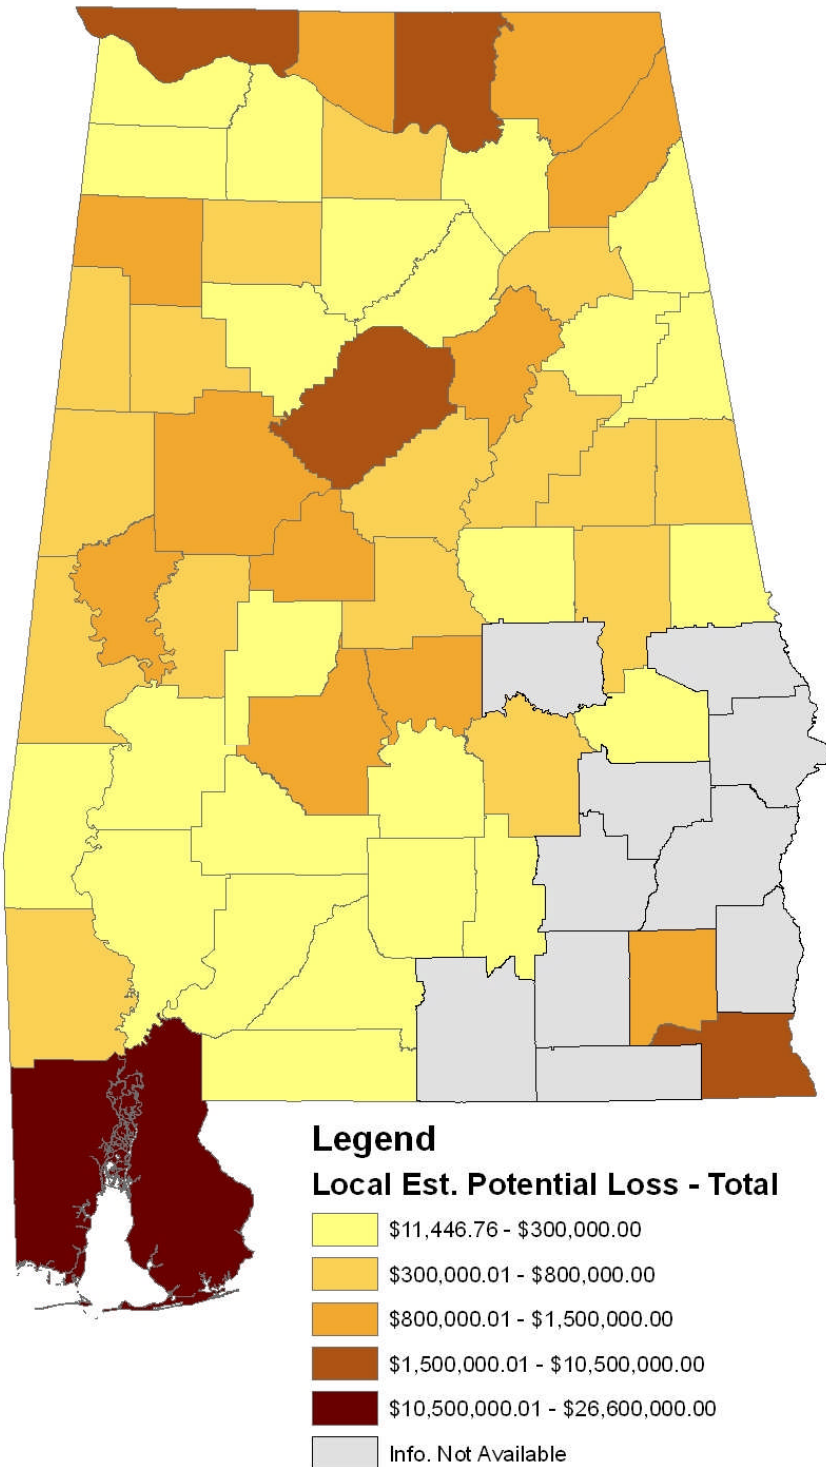 Legend
Local Est. Potential Loss - Total
$11,446.76 - $300,000.00
$300,000.01 - $800,000.00
$800,000.01 - $1,500,000.00
$1,500,000.01 - $10,500,000.00
$10,500,000.01 - $26,600,000.00
Info. Not Available